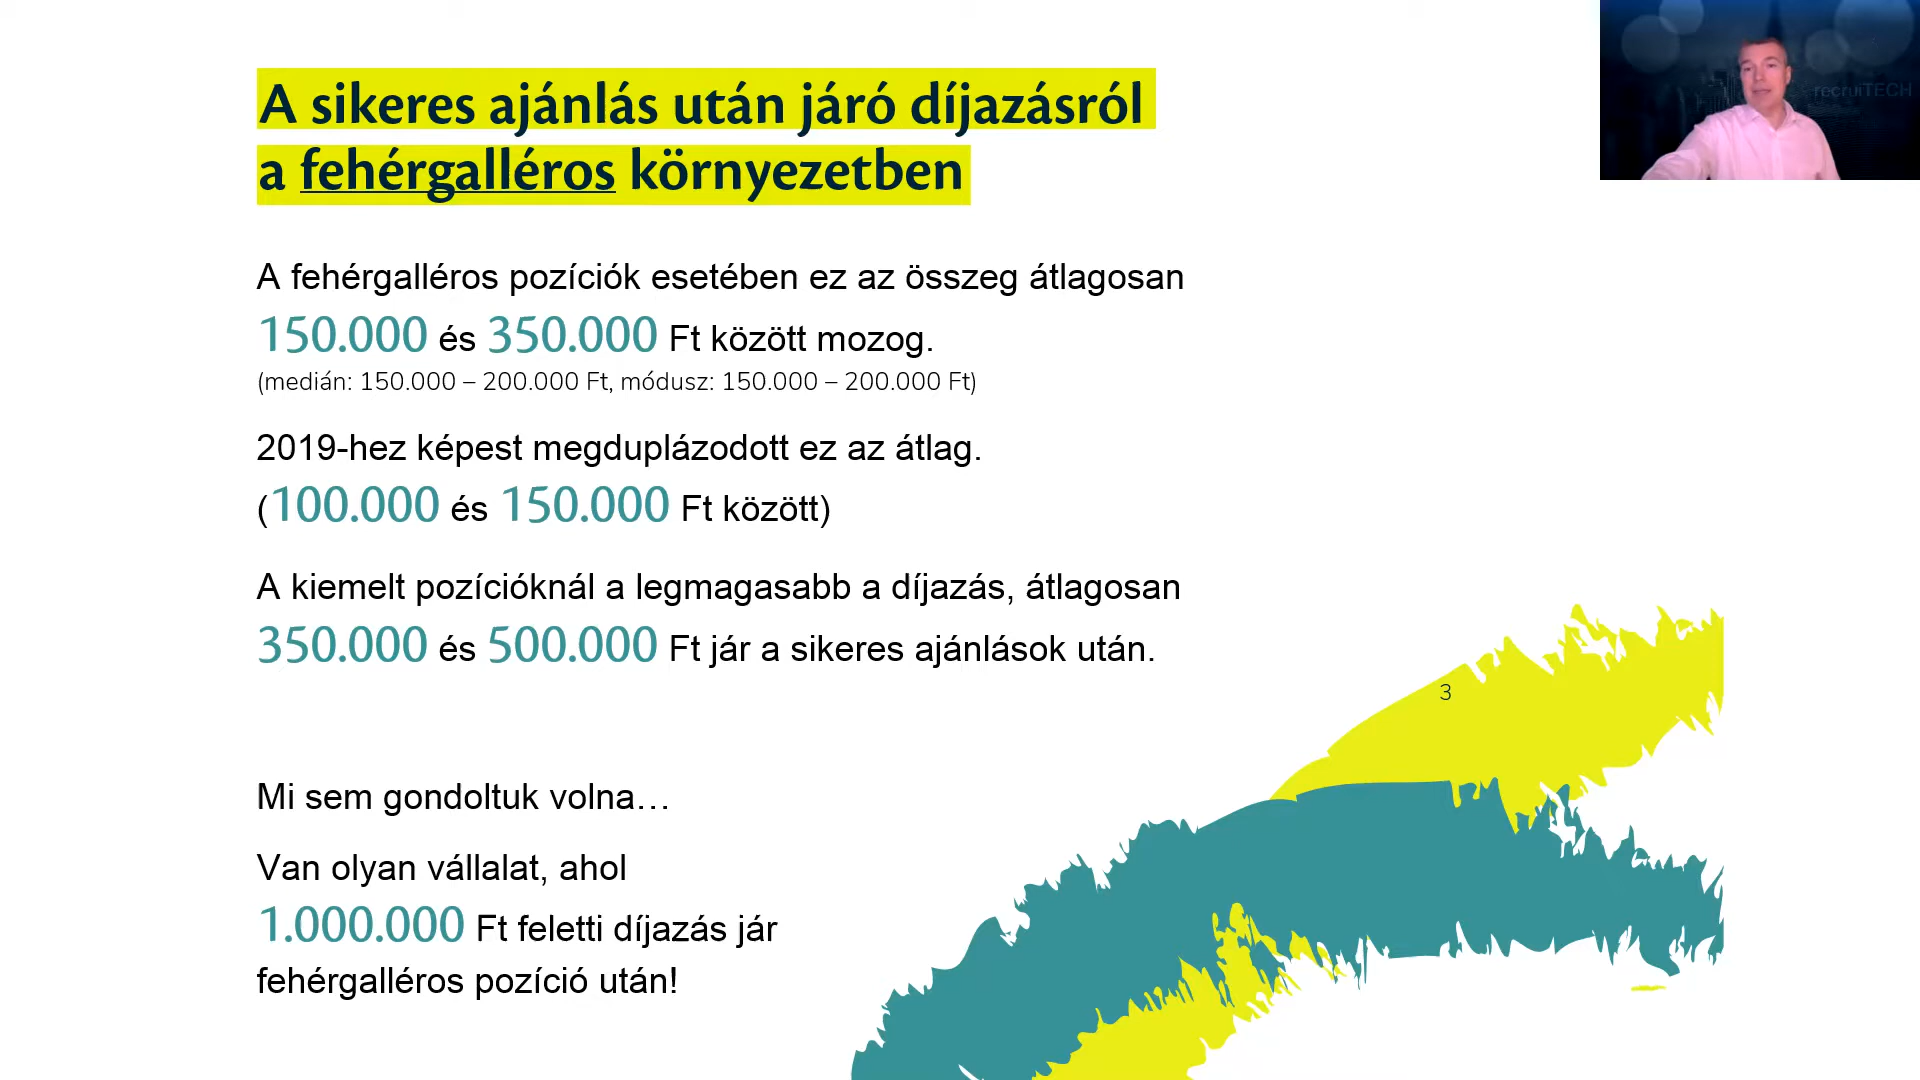 A sikeres ajánlás után járó díjazásról
a fehérgalléros környezetben
recruiTECH
A fehérgalléros pozíciók esetében ez az összeg átlagosan
150.000 és 350.000 Ft között mozog.
(medián: 150.000 – 200.000 Ft, módusz: 150.000 – 200.000 Ft)
2019-hez képest megduplázodott ez az átlag.
(100.000 és 150.000 Ft között)
A kiemelt pozícióknál a legmagasabb a díjazás, átlagosan
350.000 és 500.000 Ft jár a sikeres ajánlások után.
3
Mi sem gondoltuk volna…
Van olyan vállalat, ahol
1.000.000 Ft feletti díjazás jár
fehérgalléros pozíció után!